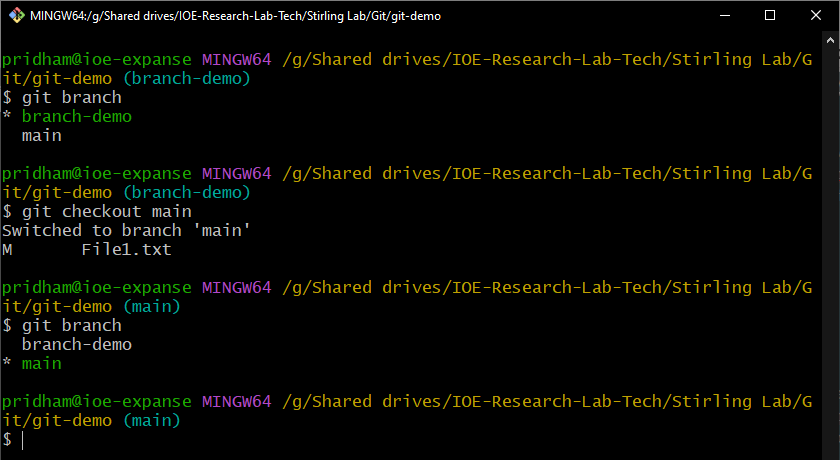 MINGW64:/g/Shared drives/IOE-Research-Lab-Tech/Stirling Lab/Git/git-demo
pridham@ioe-expanse MINGW64 /g/Shared drives/IOE-Research-Lab-Tech/Stirling Lab/G
it/git-demo (branch-demo)
$ git branch
* branch-demo
  main
pridham@ioe-expanse MINGW64 /g/Shared drives/IOE-Research-Lab-Tech/Stirling Lab/G
it/git-demo (branch-demo)
$ git checkout main
Switched to branch 'main'
M       File1.txt
pridham@ioe-expanse MINGW64 /g/Shared drives/IOE-Research-Lab-Tech/Stirling Lab/G
it/git-demo (main)
$ git branch
  branch-demo
* main
pridham@ioe-expanse MINGW64 /g/Shared drives/IOE-Research-Lab-Tech/Stirling Lab/G
it/git-demo (main)
$